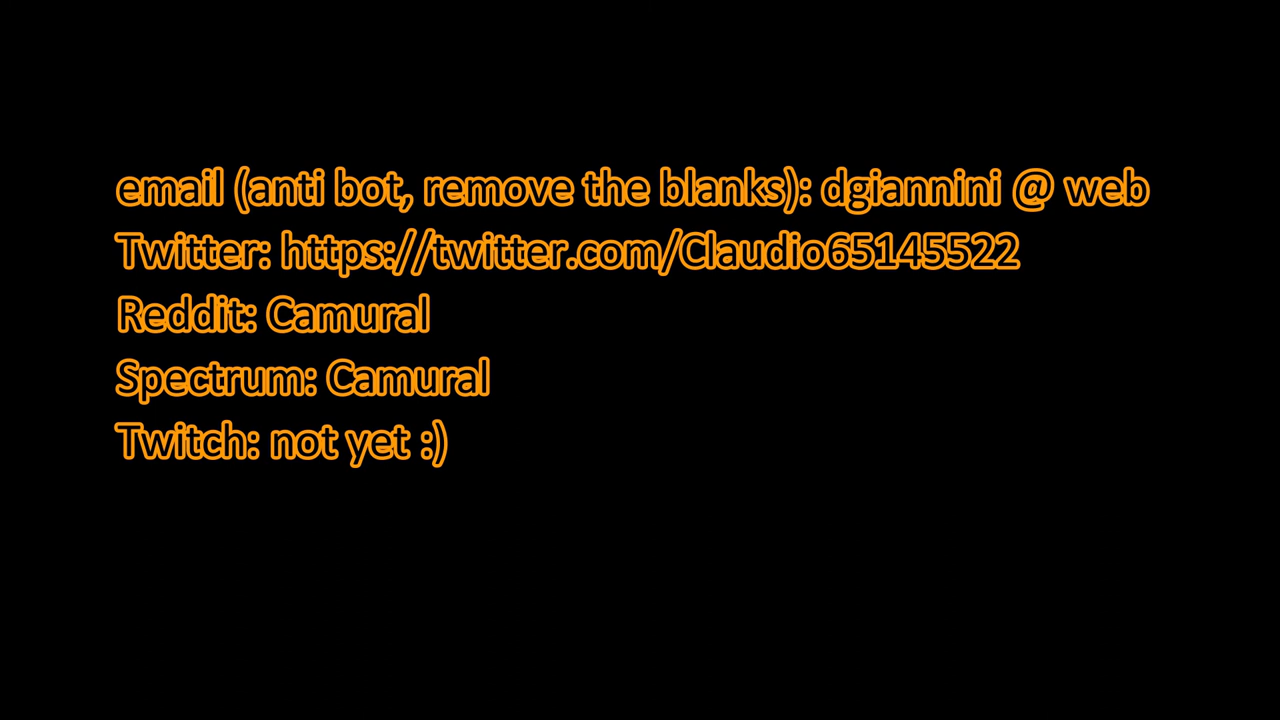 email (anti bot, remove the blanks): dgiannini @ web
Twitter: https://twitter.com/Claudio65145522
Reddit: Camural
Spectrum: Camural
Twitch: not yet :)